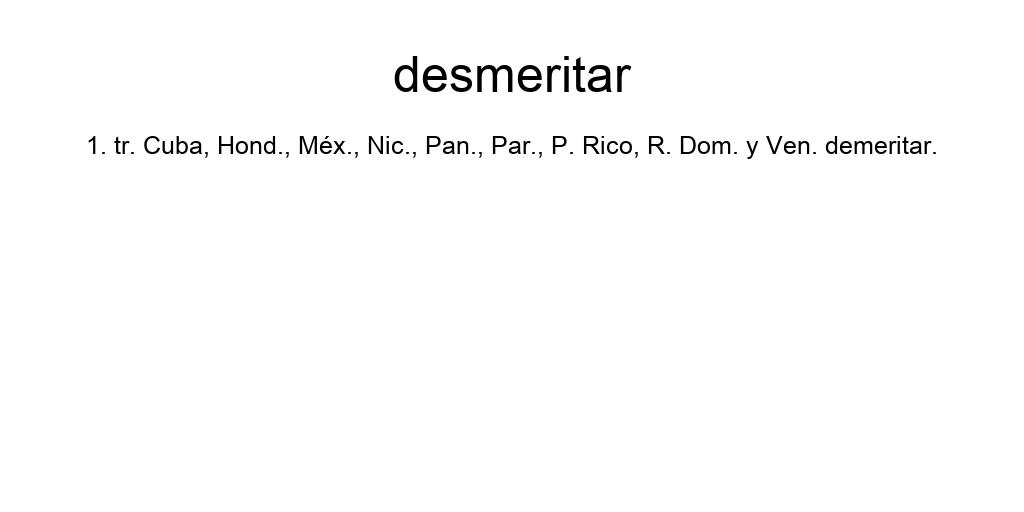 desmeritar
1. tr. Cuba, Hond., Méx., Nic., Pan., Par., P. Rico, R. Dom. y Ven. demeritar.